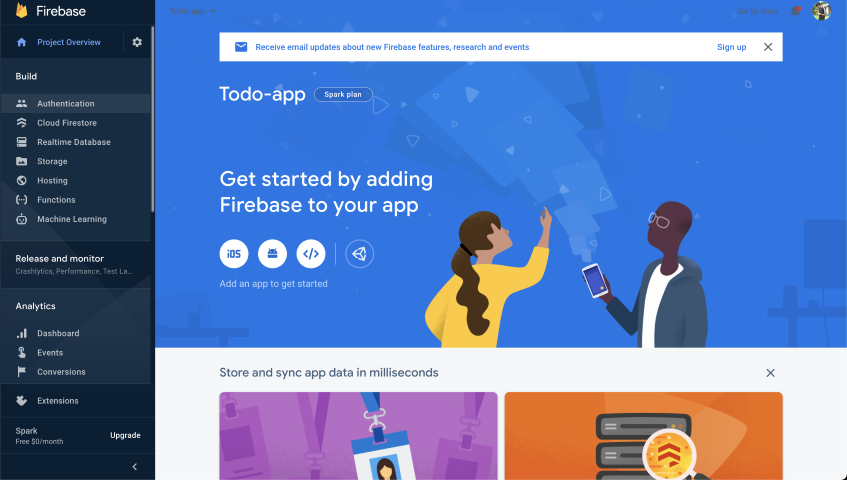 Firebase
Todo-app
Go to docs
Project Overview
Receive email updates about new Firebase features, research and events
Sign up
Build
Authentication
Cloud Firestore
Realtime Database
Storage
Hosting
Functions
Machine Learning
Release and monitor
Crashlytics, Performance, Test La...
Analytics
Dashboard
Events
Conversions
Extensions
Spark
Free $0/month
Upgrade
Todo-app
Spark plan
Get started by adding
Firebase to your app
iOS
Add an app to get started
Store and sync app data in milliseconds